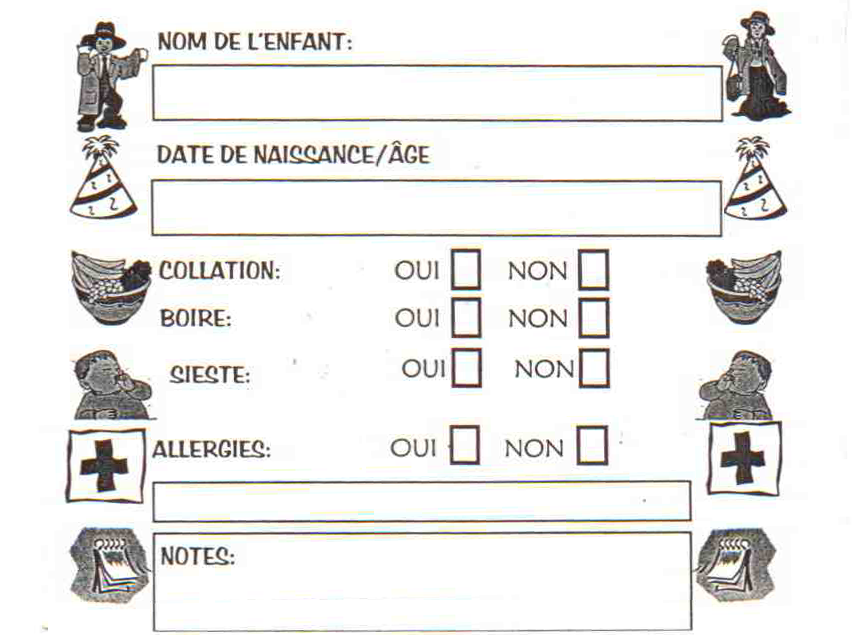 NOM DE L'ENFANT:
DATE DE NAISSANCE/ÂGE
COLLATION: OUI NON
BOIRE: OUI NON
SIESTE: OUI NON
ALLERGIES: OUI NON
NOTES: